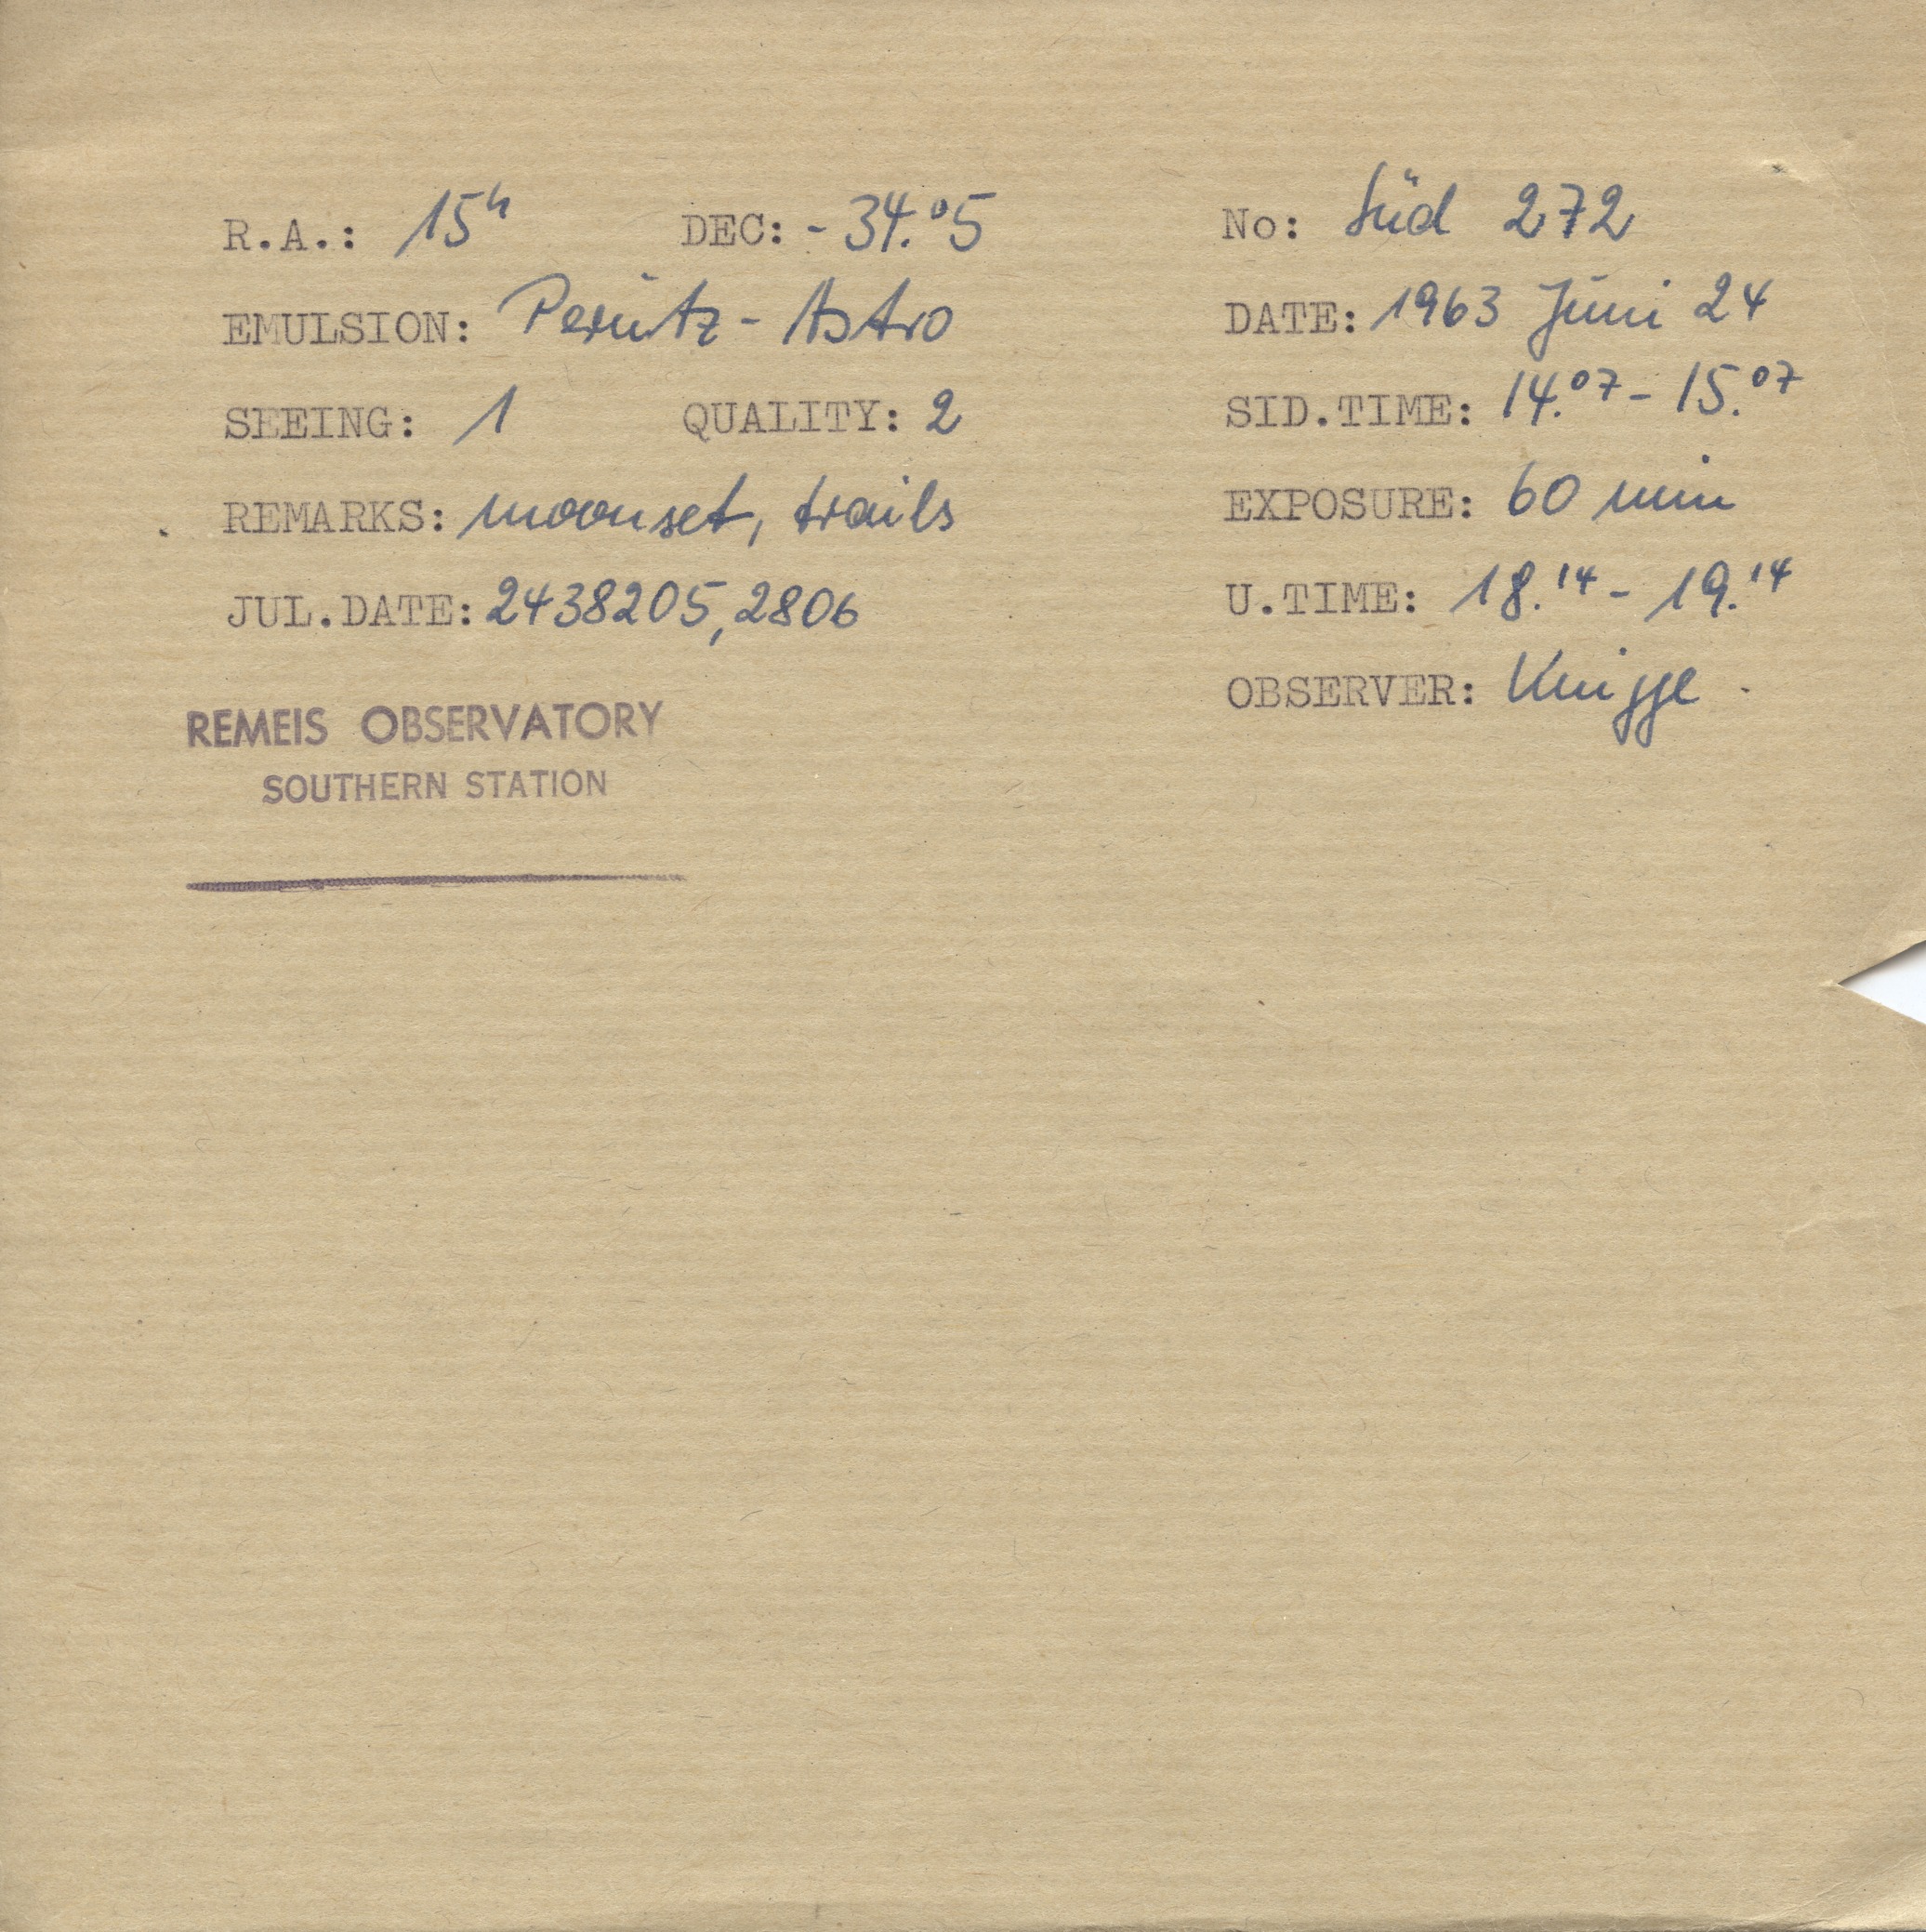 R.A.: 15h DEC: -34.°5 No: Süd 272
EMULSION: Perutz-Astro DATE: 1963 Juni 24
SEEING: 1 QUALITY: 2 SID.TIME: 14.07 - 15.07
REMARKS: moonset, trails EXPOSURE: 60 min
JUL.DATE: 2438205,2806 U.TIME: 18.14 - 19.14
OBSERVER: Knigge
REMEIS OBSERVATORY
SOUTHERN STATION